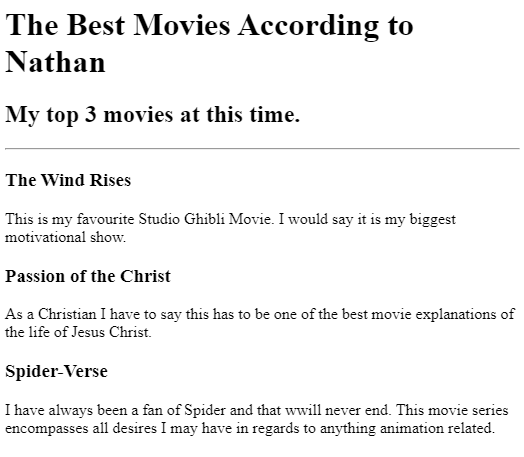 The Best Movies According to
Nathan
My top 3 movies at this time.
The Wind Rises
This is my favourite Studio Ghibli Movie. I would say it is my biggest
motivational show.
Passion of the Christ
As a Christian I have to say this has to be one of the best movie explanations of
the life of Jesus Christ.
Spider-Verse
I have always been a fan of Spider and that wwill never end. This movie series
encompasses all desires I may have in regards to anything animation related.